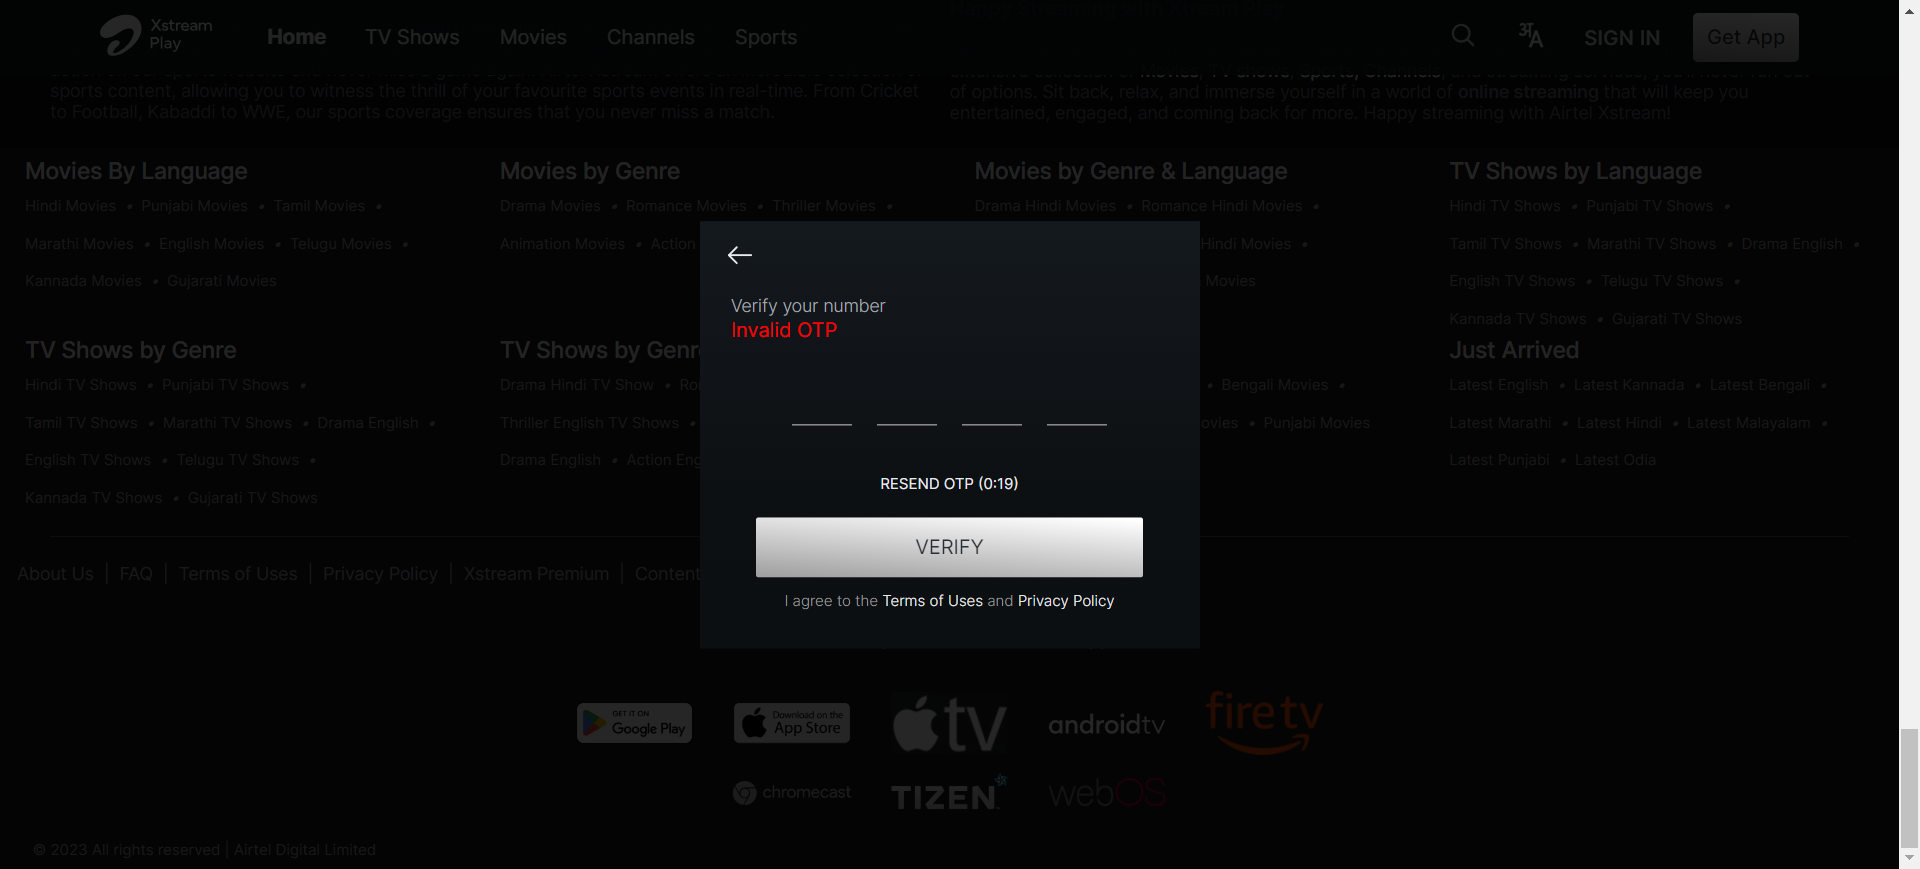 Xstream
Play
Home TV Shows Movies Channels Sports
अA SIGN IN Get App
sports content, allowing you to witness the thrill of your favourite sports events in real-time. From Cricket
to Football, Kabaddi to WWE, our sports coverage ensures that you never miss a match.
of options. Sit back, relax, and immerse yourself in a world of online streaming that will keep you
entertained, engaged, and coming back for more. Happy streaming with Airtel Xstream!
Movies By Language
Hindi Movies • Punjabi Movies • Tamil Movies •
Marathi Movies • English Movies • Telugu Movies •
Kannada Movies • Gujarati Movies
Movies by Genre
Drama Movies • Romance Movies • Thriller Movies •
Animation Movies • Action
Movies by Genre & Language
Drama Hindi Movies • Romance Hindi Movies •
Hindi Movies •
Movies
TV Shows by Language
Hindi TV Shows • Punjabi TV Shows •
Tamil TV Shows • Marathi TV Shows • Drama English •
English TV Shows • Telugu TV Shows •
Kannada TV Shows • Gujarati TV Shows
TV Shows by Genre
Hindi TV Shows • Punjabi TV Shows •
Tamil TV Shows • Marathi TV Shows • Drama English •
English TV Shows • Telugu TV Shows •
Kannada TV Shows • Gujarati TV Shows
TV Shows by Genr
Drama Hindi TV Show • Ro
Thriller English TV Shows •
Drama English • Action Eng
• Bengali Movies •
ovies • Punjabi Movies
Just Arrived
Latest English • Latest Kannada • Latest Bengali •
Latest Marathi • Latest Hindi • Latest Malayalam •
Latest Punjabi • Latest Odia
Verify your number
Invalid OTP
RESEND OTP (0:19)
VERIFY
I agree to the Terms of Uses and Privacy Policy
About Us | FAQ | Terms of Uses | Privacy Policy | Xstream Premium | Content
GET IT ON
Google Play
Download on the
App Store
tv
androidtv
firetv
chromecast
TIZEN
webOS
© 2023 All rights reserved | Airtel Digital Limited